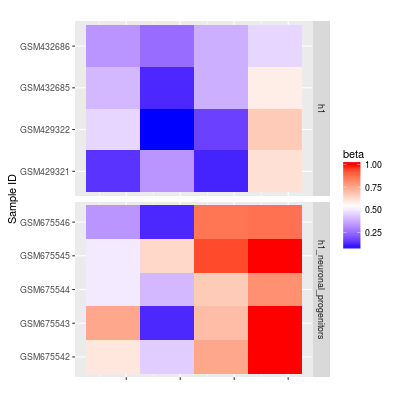 GSM432686
GSM432685
GSM429322
GSM429321
h1
GSM675546
GSM675545
GSM675544
GSM675543
GSM675542
h1_neuronal_progenitors
Sample ID
beta
1.00
0.75
0.50
0.25